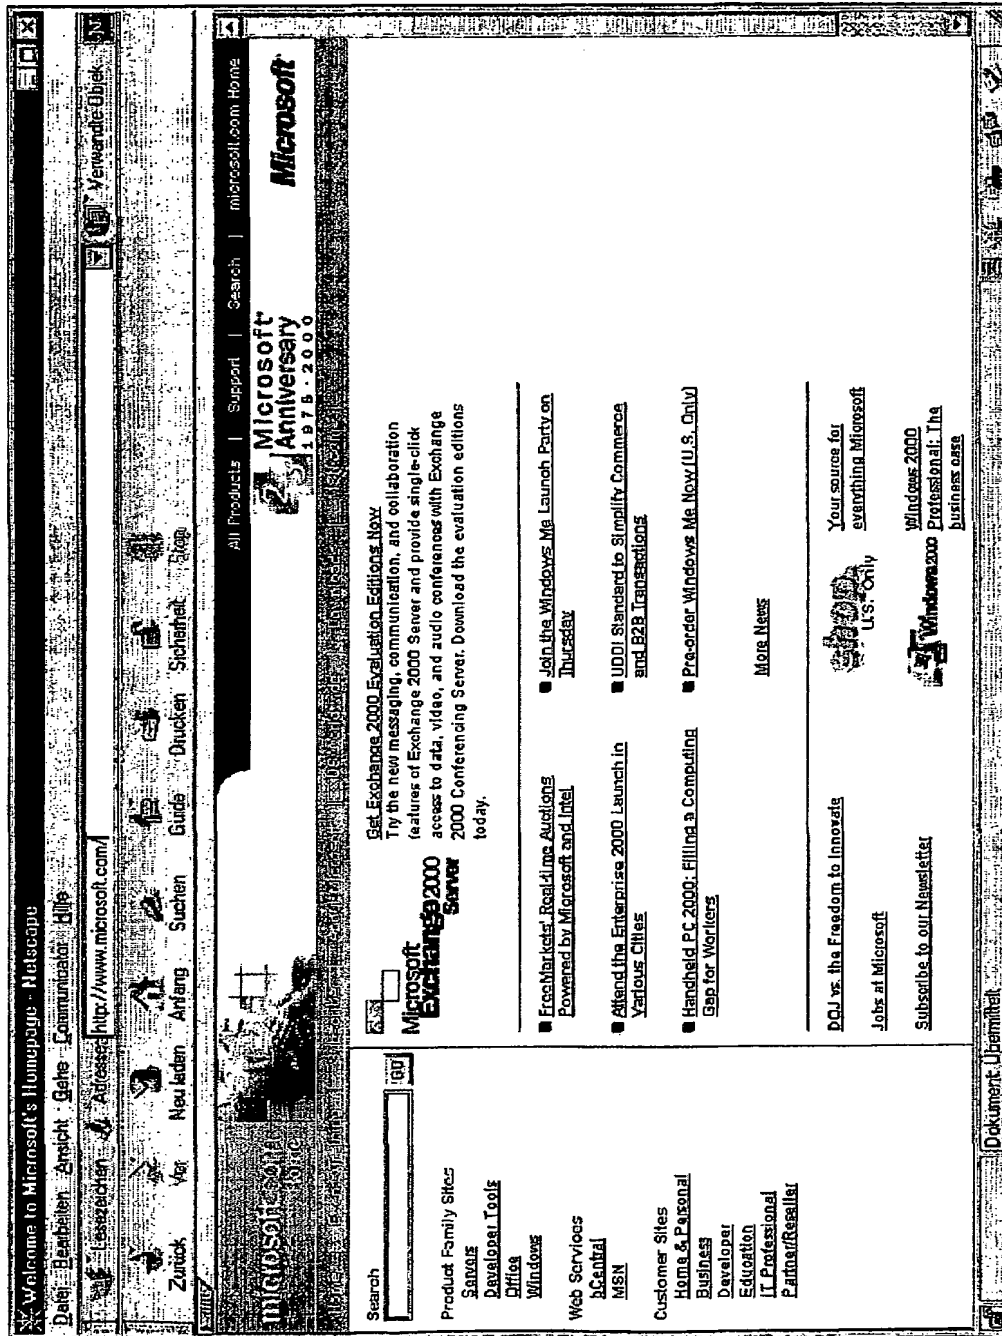 Welcome to Microsoft's Homepage - Netscape
Datei Bearbeiten Ansicht Gehe Communicator Hilfe
Lesezeichen http://www.microsoft.com/ Verwandte Objek
Zurück Vor Neu laden Anfang Suchen Guide Drucken Sicherheit Stop
All Products | Support | Search | microsoft.com Home
Microsoft
Anniversary
1975 - 2000
Microsoft
Search
GO
Product Family Sites
Servers
Developer Tools
Office
Windows
Web Services
bCentral
MSN
Customer Sites
Home & Personal
Business
Developer
Education
IT Professional
Partner/Reseller
Microsoft
Exchange 2000
Server
Get Exchange 2000 Evaluation Editions Now
Try the new messaging, communication, and collaboration
features of Exchange 2000 Server and provide single-click
access to data, video, and audio conferences with Exchange
2000 Conferencing Server. Download the evaluation editions
today.
FreeMarkets' Real-time Auctions
Powered by Microsoft and Intel
Attend the Enterprise 2000 Launch in
Various Cities
Handheld PC 2000: Filling a Computing
Gap for Workers
Join the Windows Me Launch Party on
Thursday
UDDI Standard to Simplify Commerce
and B2B Transactions
Pre-order Windows Me Now (U.S. Only)
More News
DOJ vs. the Freedom to Innovate
Jobs at Microsoft
Subscribe to our Newsletter
shop
U.S. Only
Your source for
everything Microsoft
Windows 2000
Windows 2000
Professional: The
business case
Dokument: Übermittelt